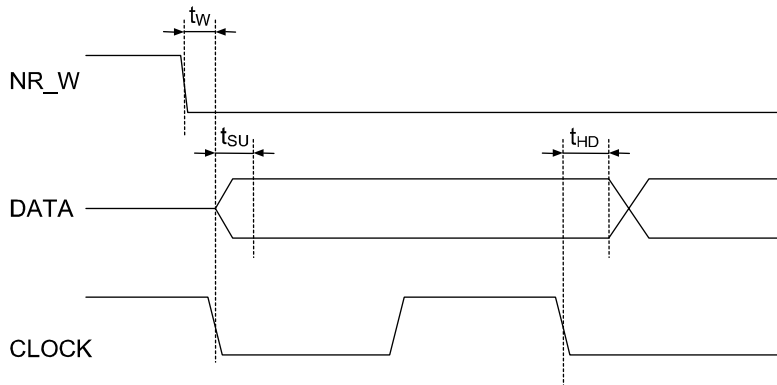 tW
NR_W
tSU
tHD
DATA
CLOCK